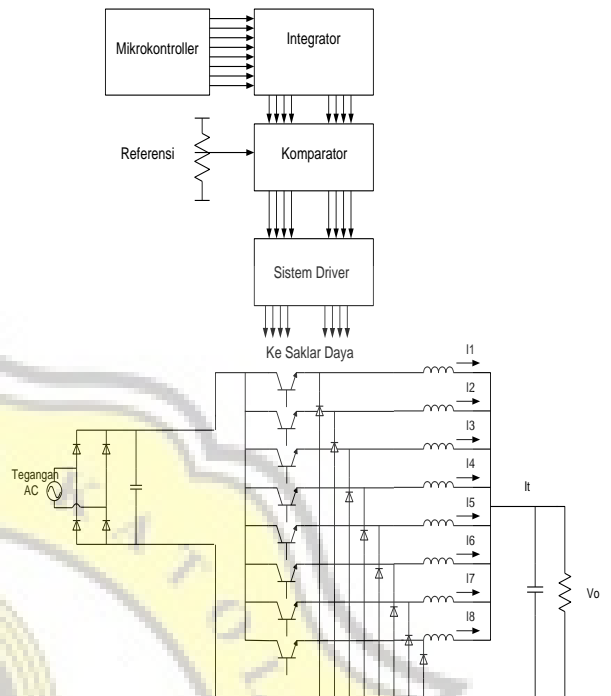 Mikrokontroller
Integrator
Referensi
Komparator
Sistem Driver
Ke Saklar Daya
I1
I2
I3
I4
I5
I6
I7
I8
It
Tegangan
AC
Vo
K A T O L